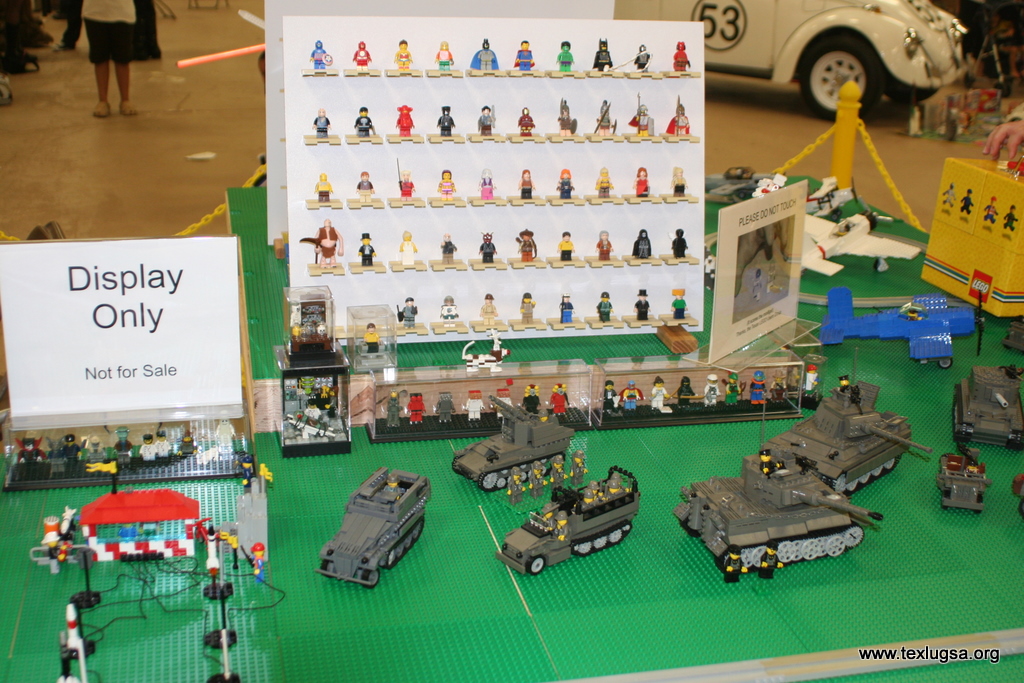 53
PLEASE DO NOT TOUCH
Display
Only
Not for Sale
LEGO
www.texlugsa.org